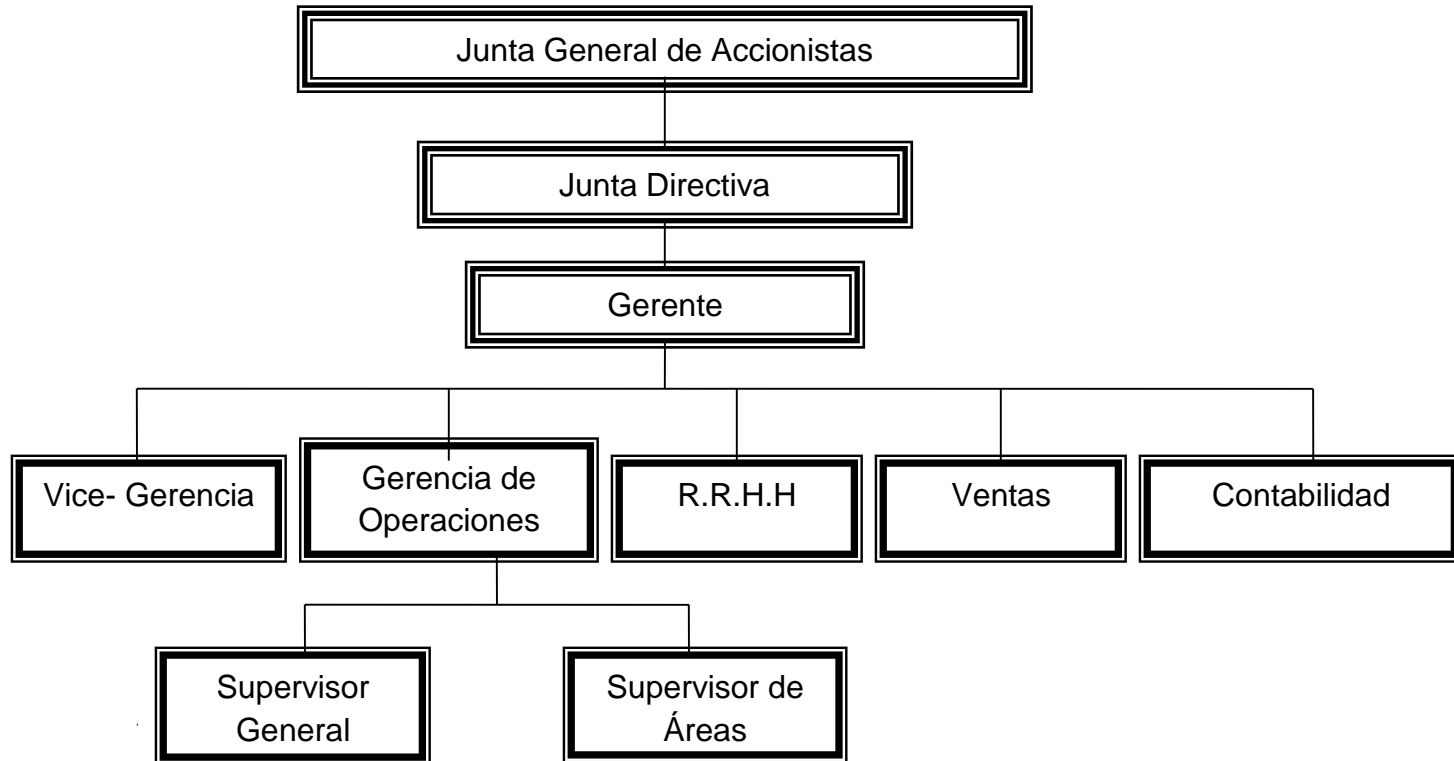 Junta General de Accionistas
Junta Directiva
Gerente
Vice- Gerencia
Gerencia de
Operaciones
R.R.H.H
Ventas
Contabilidad
Supervisor
General
Supervisor de
Áreas